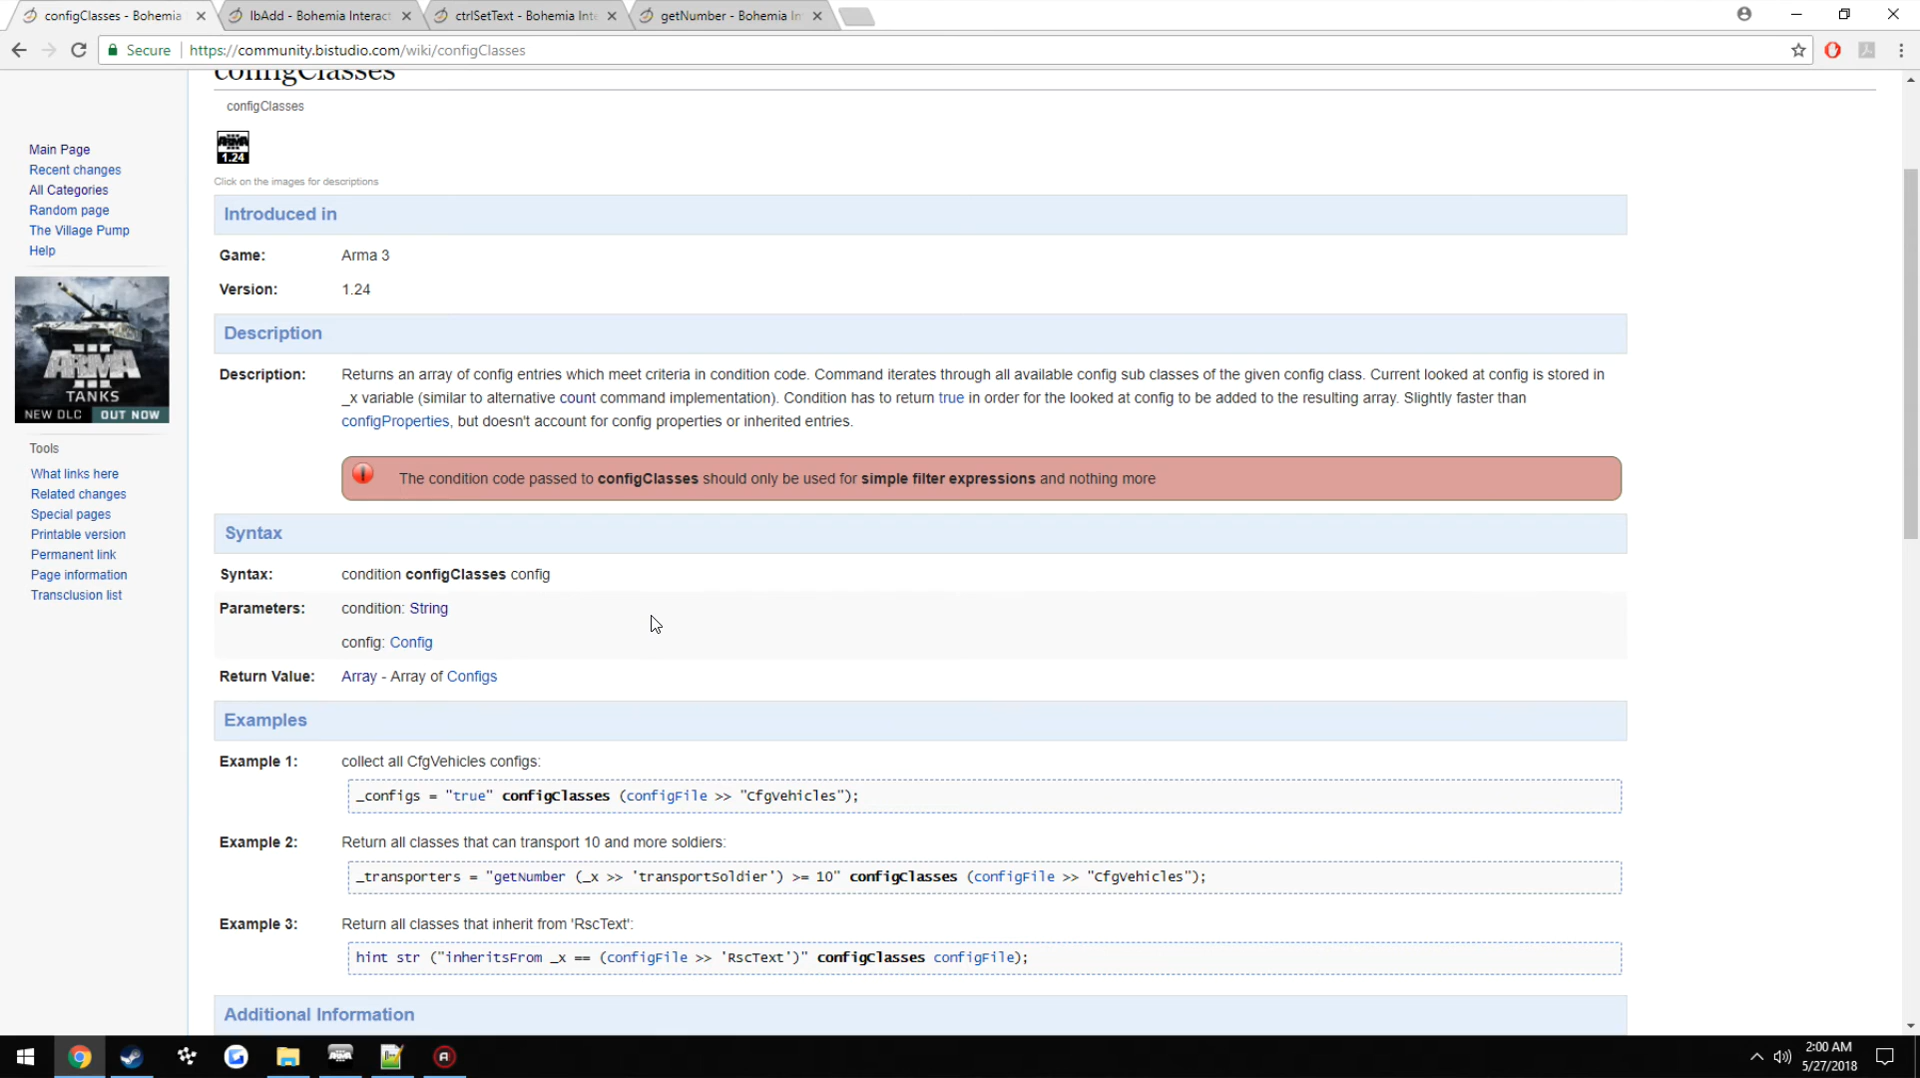 configClasses - Bohemia
lbAdd - Bohemia Interact
ctrlSetText - Bohemia Inte
getNumber - Bohemia In
Secure
https://community.bistudio.com/wiki/configClasses
configClasses
configClasses
ARMA
1.24
Click on the images for descriptions
Main Page
Recent changes
All Categories
Random page
The Village Pump
Help
ARMA III
TANKS
NEW DLC OUT NOW
Tools
What links here
Related changes
Special pages
Printable version
Permanent link
Page information
Transclusion list
Introduced in
Game: Arma 3
Version: 1.24
Description
Description: Returns an array of config entries which meet criteria in condition code. Command iterates through all available config sub classes of the given config class. Current looked at config is stored in
_x variable (similar to alternative count command implementation). Condition has to return true in order for the looked at config to be added to the resulting array. Slightly faster than
configProperties, but doesn't account for config properties or inherited entries.
The condition code passed to configClasses should only be used for simple filter expressions and nothing more
Syntax
Syntax: condition configClasses config
Parameters: condition: String
config: Config
Return Value: Array - Array of Configs
Examples
Example 1: collect all CfgVehicles configs:
_configs = "true" configClasses (configFile >> "CfgVehicles");
Example 2: Return all classes that can transport 10 and more soldiers:
_transporters = "getNumber (_x >> 'transportSoldier') >= 10" configClasses (configFile >> "CfgVehicles");
Example 3: Return all classes that inherit from 'RscText':
hint str ("inheritsFrom _x == (configFile >> 'RscText')" configClasses configFile);
Additional Information
2:00 AM
5/27/2018